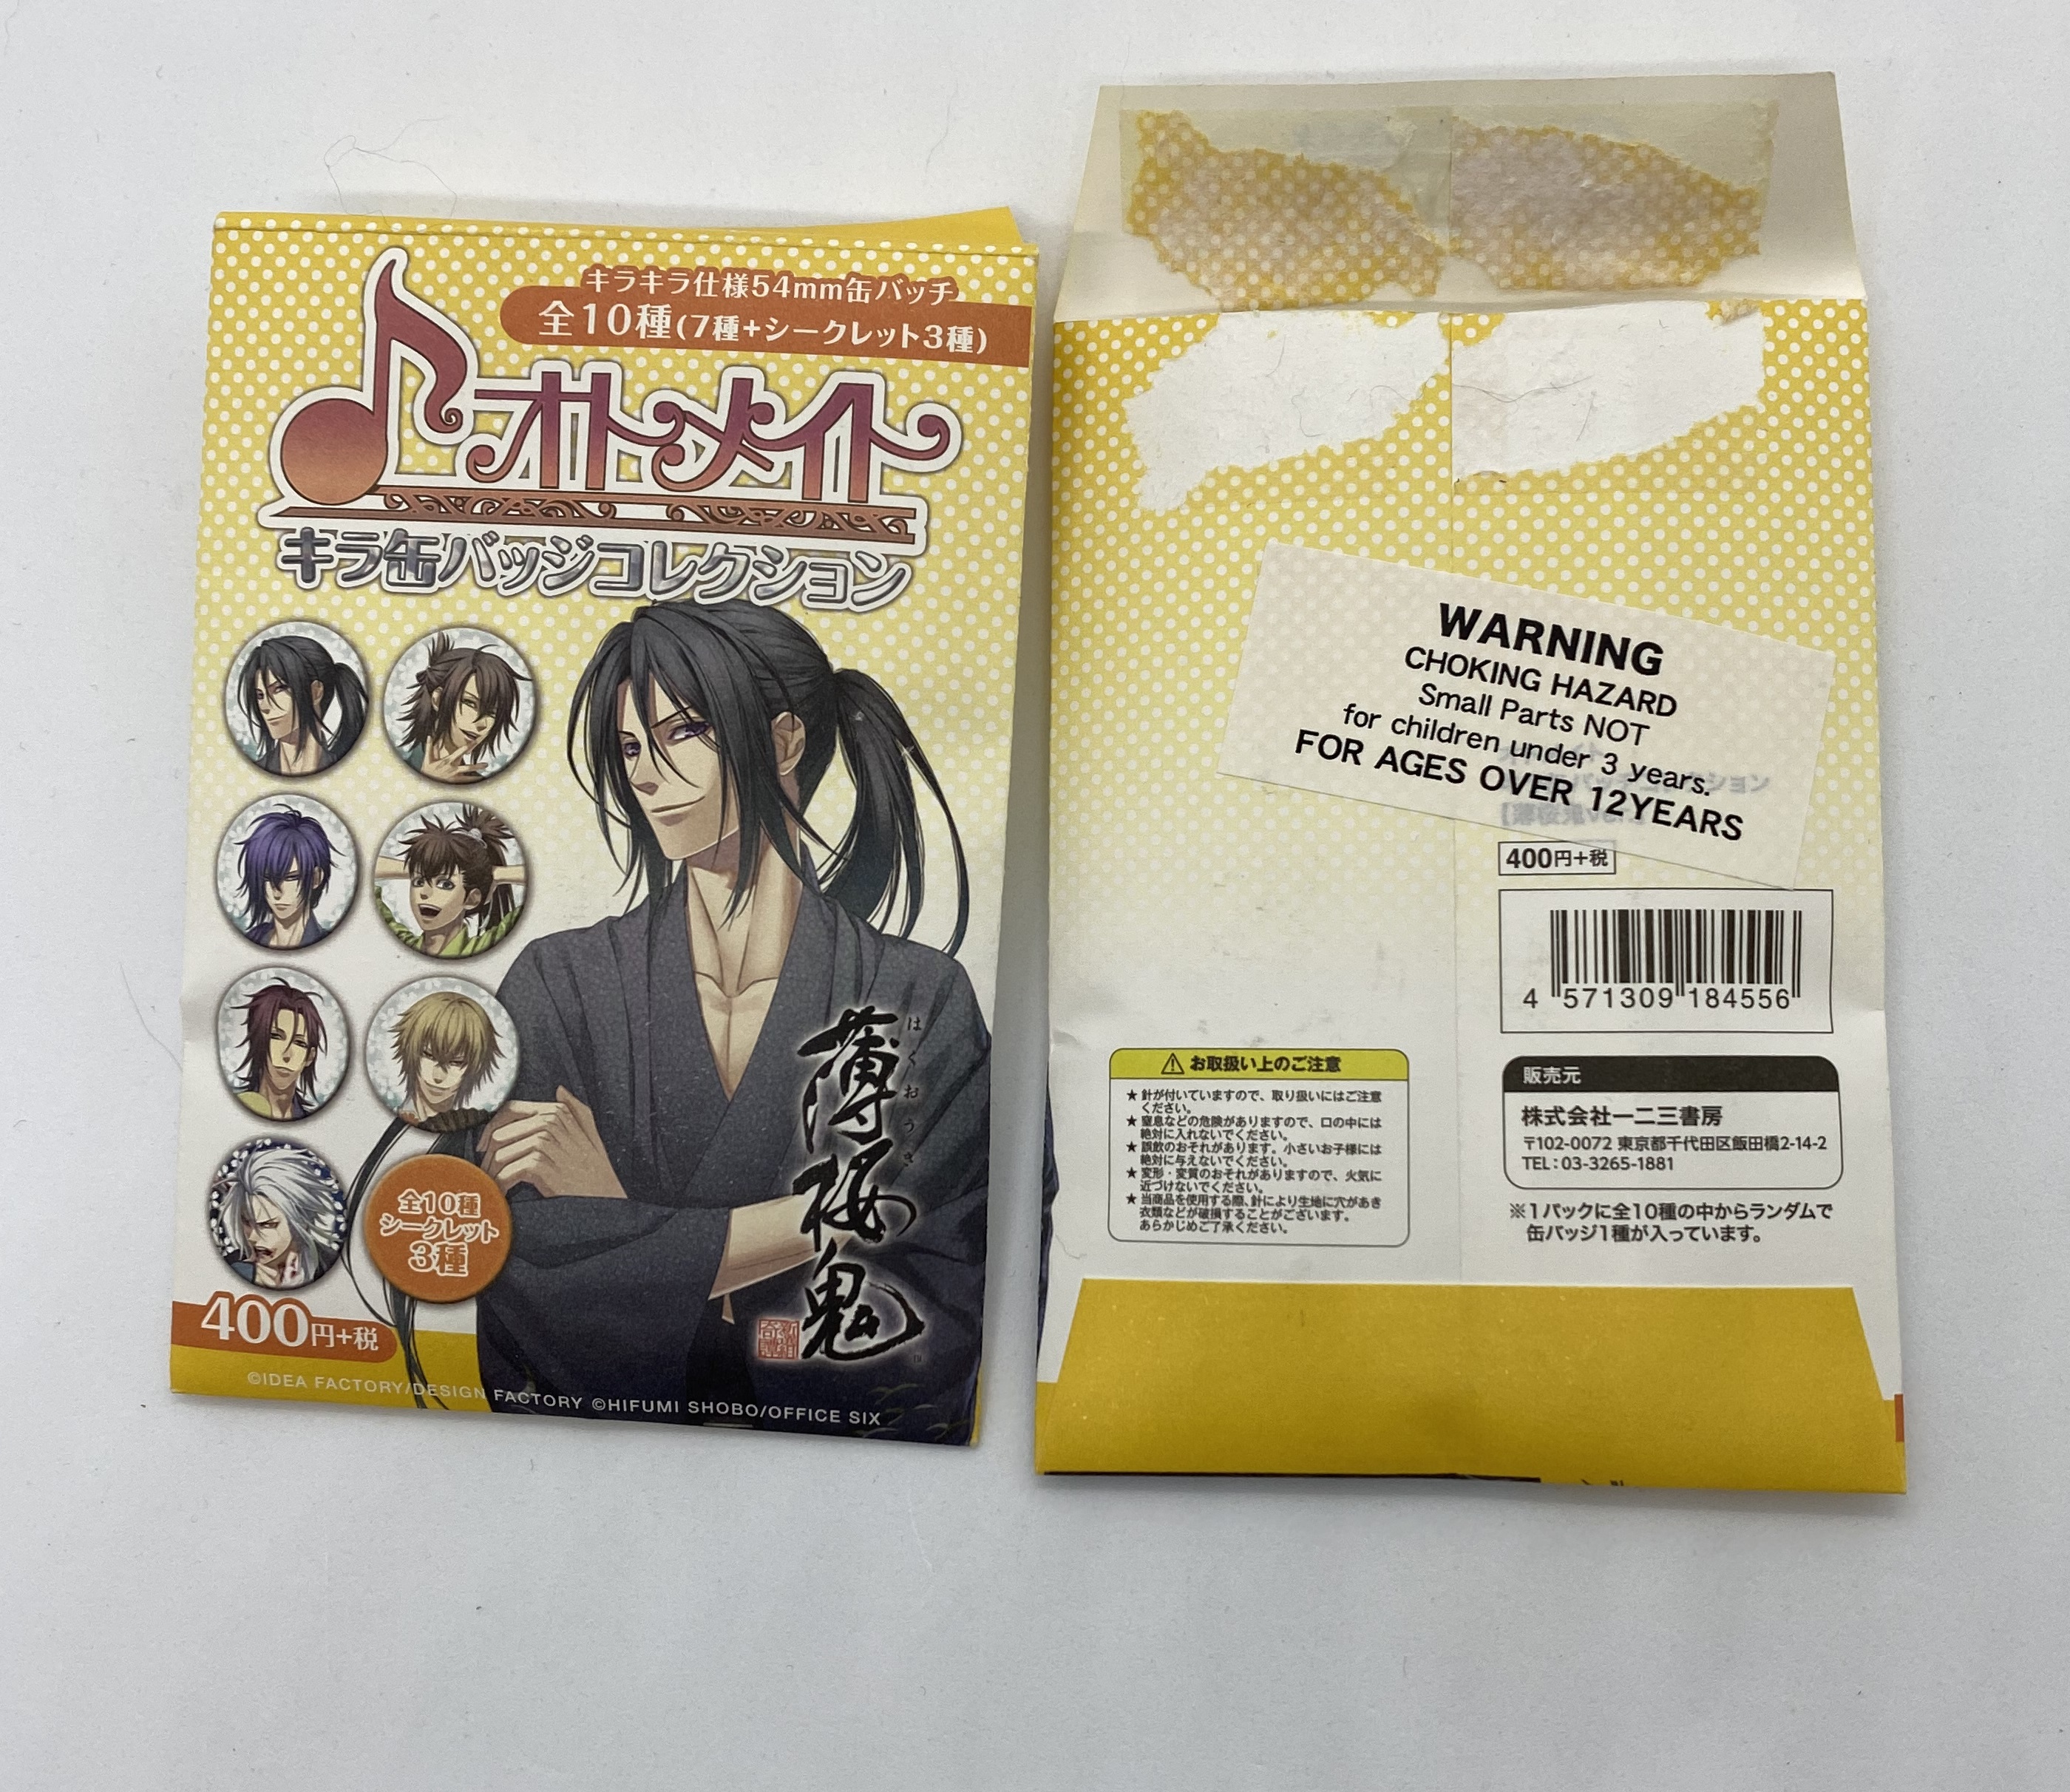 キラキラ仕様54mm缶バッチ
全10種(7種+シークレット3種)
オトメイト
キラ缶バッジコレクション
薄桜鬼
はくおうき
全10種
シークレット
3種
400円+税
©IDEA FACTORY/DESIGN FACTORY ©HIFUMI SHOBO/OFFICE SIX
WARNING
CHOKING HAZARD
Small Parts NOT
for children under 3 years.
FOR AGES OVER 12YEARS
400円+税
4 571309 184556
⚠ お取扱い上のご注意
★針が付いていますので、取り扱いにはご注意
ください。
★窒息などの危険がありますので、口の中には
絶対に入れないでください。
★誤飲のおそれがあります。小さいお子様には
絶対に与えないでください。
★変形・変質のおそれがありますので、火気に
近づけないでください。
★当商品を使用する際、針により生地に穴があき
衣類などが破損することがございます。
あらかじめご了承ください。
販売元
株式会社一二三書房
〒102-0072 東京都千代田区飯田橋2-14-2
TEL:03-3265-1881
※1パックに全10種の中からランダムで
缶バッジ1種が入っています。